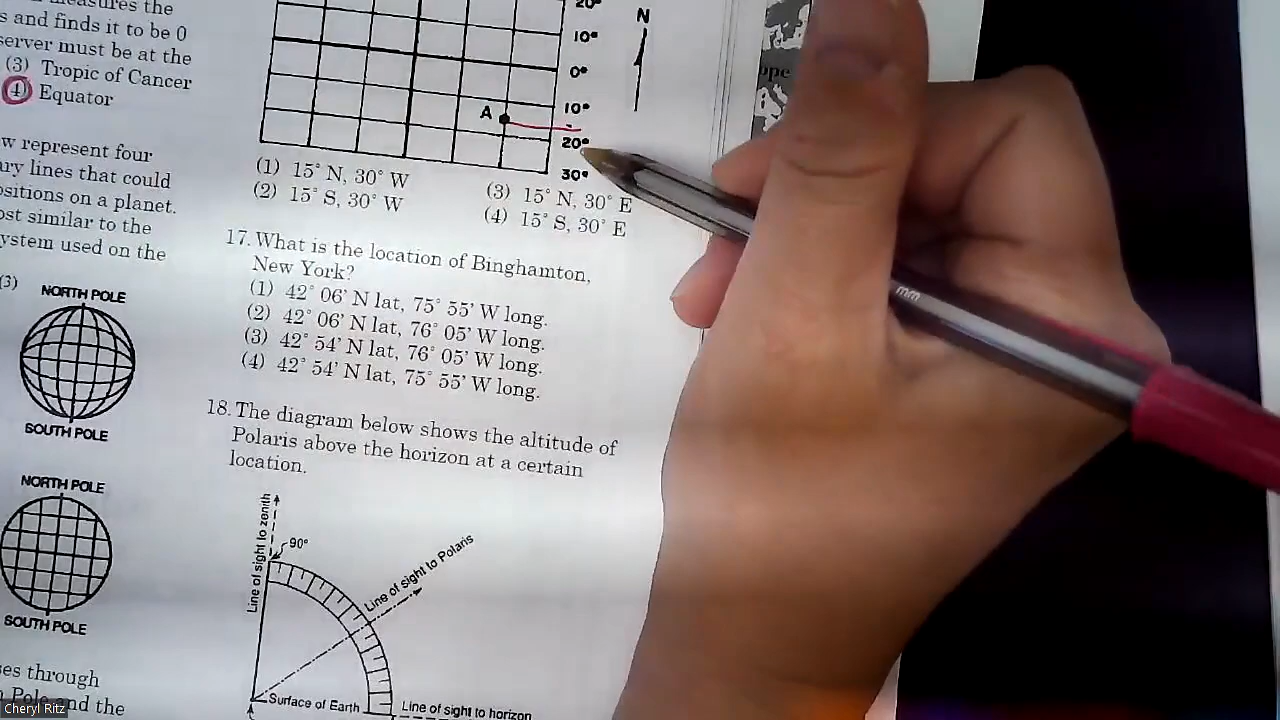 the
s and finds it to be 0
server must be at the
(3) Tropic of Cancer
(4) Equator
w represent four
ary lines that could
ositions on a planet.
ost similar to the
ystem used on the
(3)
NORTH POLE
SOUTH POLE
NORTH POLE
SOUTH POLE
ses through
Pole and the
20°
10°
0°
10°
20°
30°
N
A
(1) 15° N, 30° W
(2) 15° S, 30° W
(3) 15° N, 30° E
(4) 15° S, 30° E
17. What is the location of Binghamton,
New York?
(1) 42° 06' N lat, 75° 55' W long.
(2) 42° 06' N lat, 76° 05' W long.
(3) 42° 54' N lat, 76° 05' W long.
(4) 42° 54' N lat, 75° 55' W long.
18. The diagram below shows the altitude of
Polaris above the horizon at a certain
location.
Line of sight to zenith
90°
Line of sight to Polaris
Surface of Earth
Line of sight to horizon
ope
mm
Cheryl Ritz